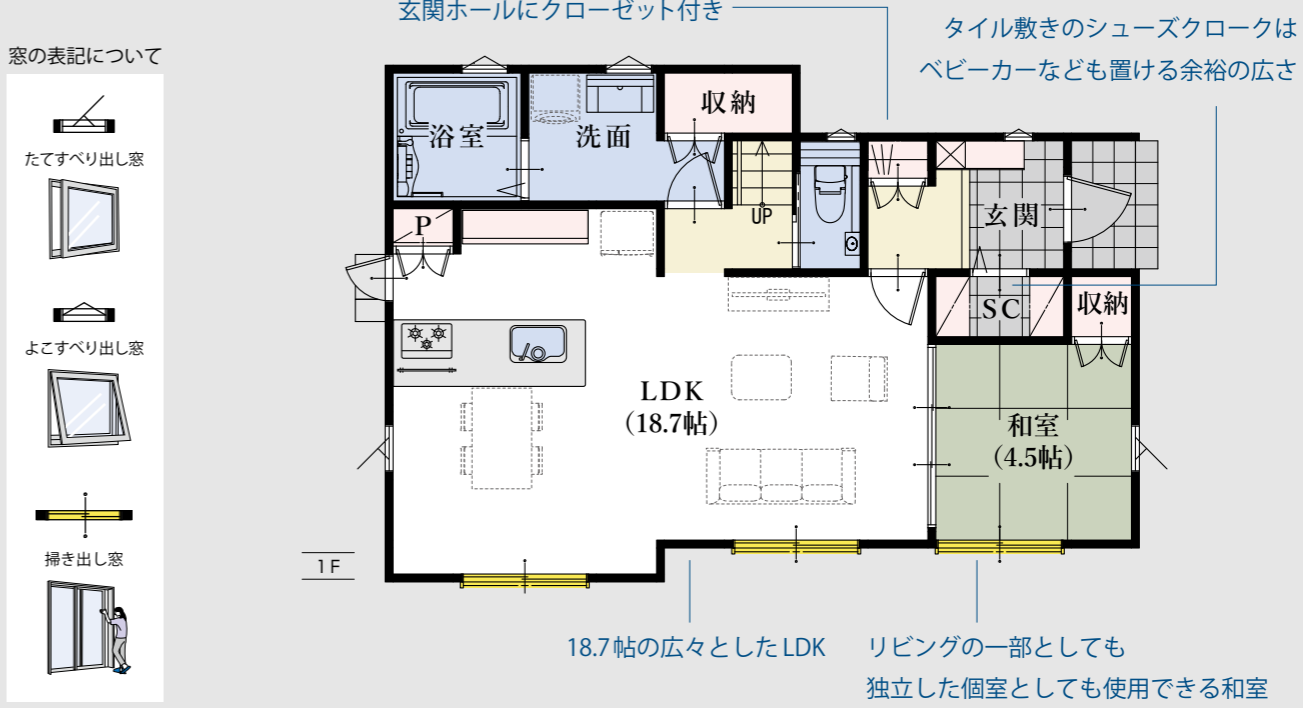 玄関ホールにクローゼット付き
タイル敷きのシューズクロークは
ベビーカーなども置ける余裕の広さ
窓の表記について
たてすべり出し窓
よこすべり出し窓
掃き出し窓
浴室
洗面
収納
UP
玄関
P
SC
収納
LDK
(18.7帖)
和室
(4.5帖)
1F
18.7帖の広々としたLDK
リビングの一部としても
独立した個室としても使用できる和室